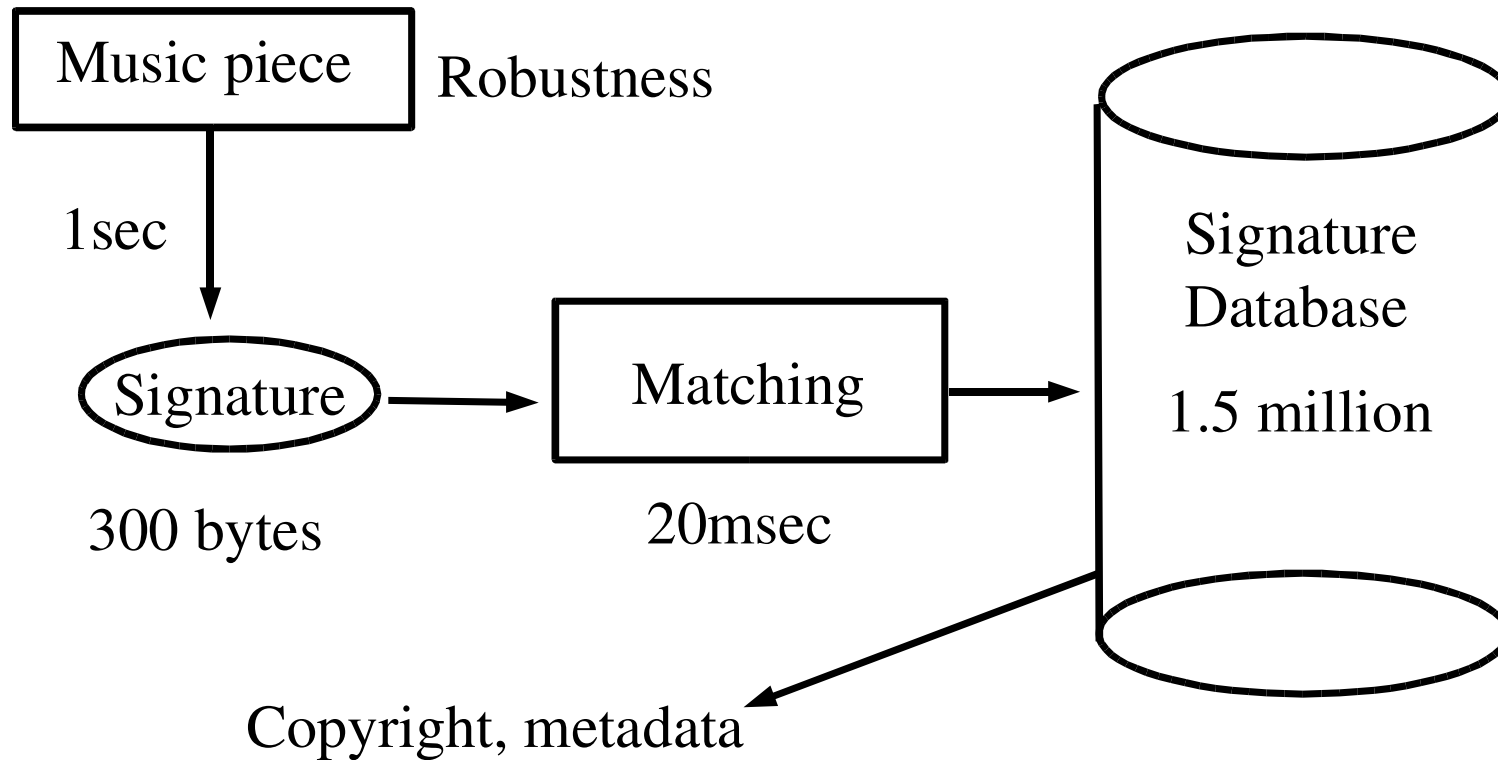 Music piece
Robustness
1sec
Signature
300 bytes
Matching
20msec
Signature
Database
1.5 million
Copyright, metadata